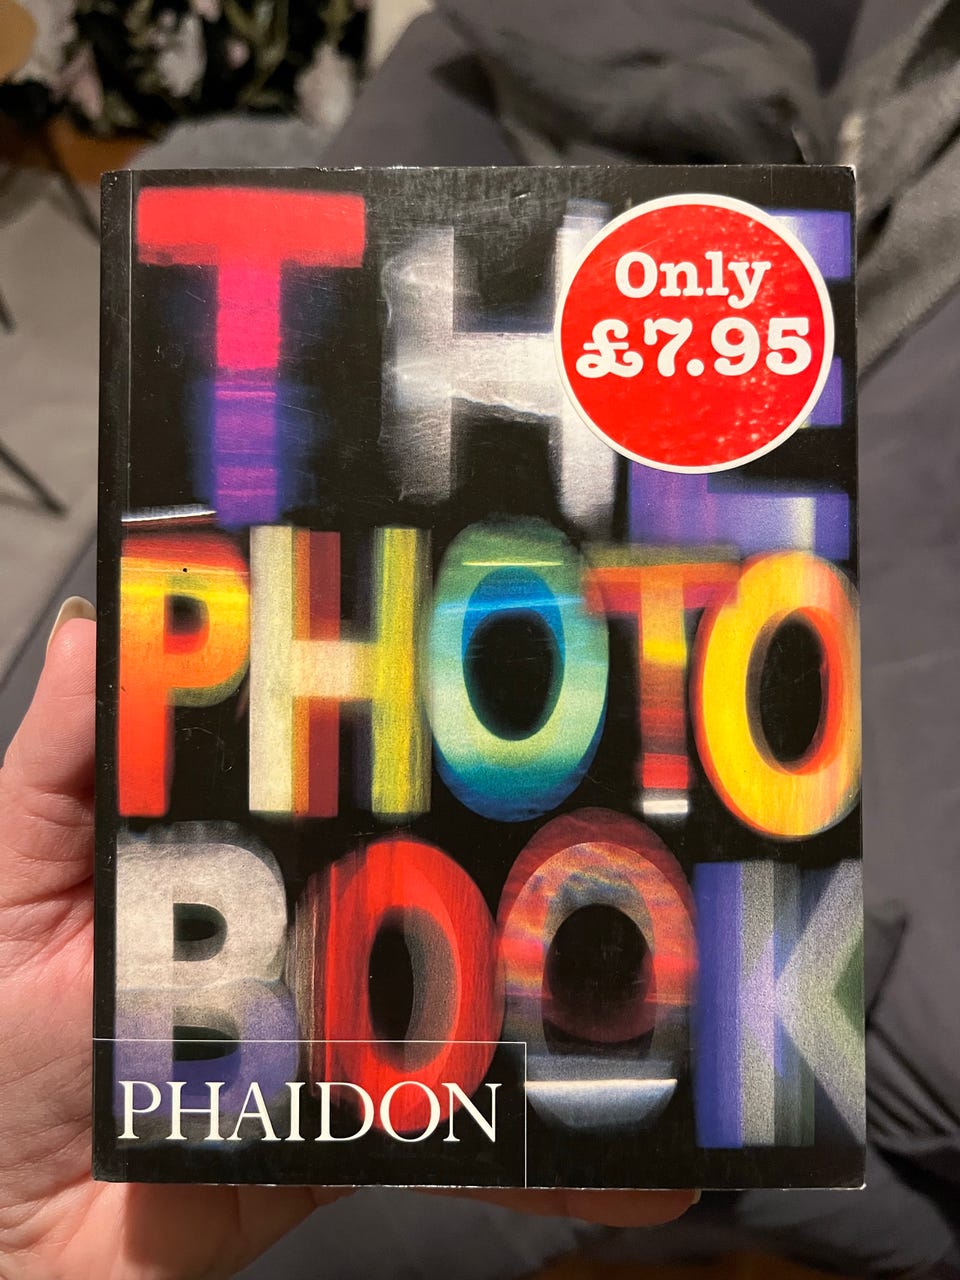 THE
Only
£7.95
PHOTO
BOOK
PHAIDON